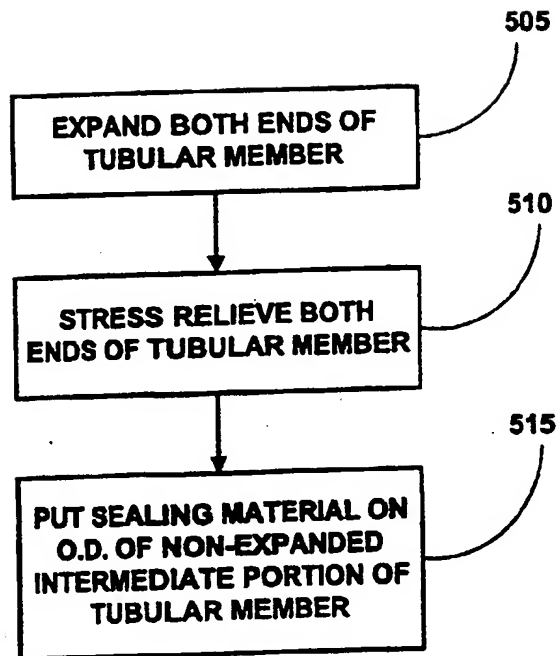 505
EXPAND BOTH ENDS OF
TUBULAR MEMBER
510
STRESS RELIEVE BOTH
ENDS OF TUBULAR MEMBER
515
PUT SEALING MATERIAL ON
O.D. OF NON-EXPANDED
INTERMEDIATE PORTION OF
TUBULAR MEMBER